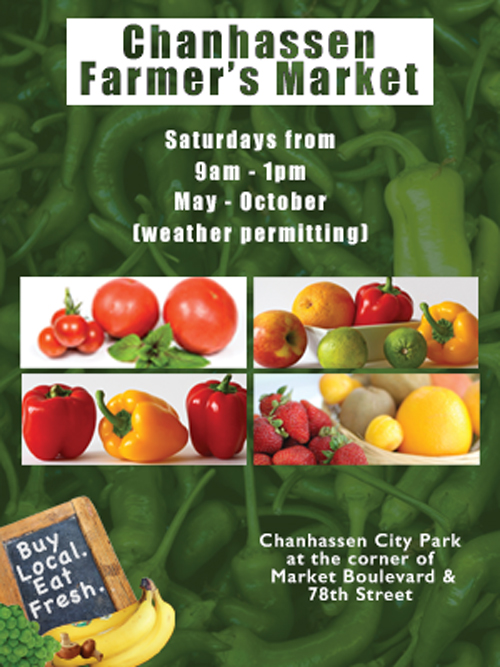 Chanhassen
Farmer's Market
Saturdays from
9am - 1pm
May - October
(weather permitting)
Buy
Local.
Eat
Fresh.
Chanhassen City Park
at the corner of
Market Boulevard &
78th Street